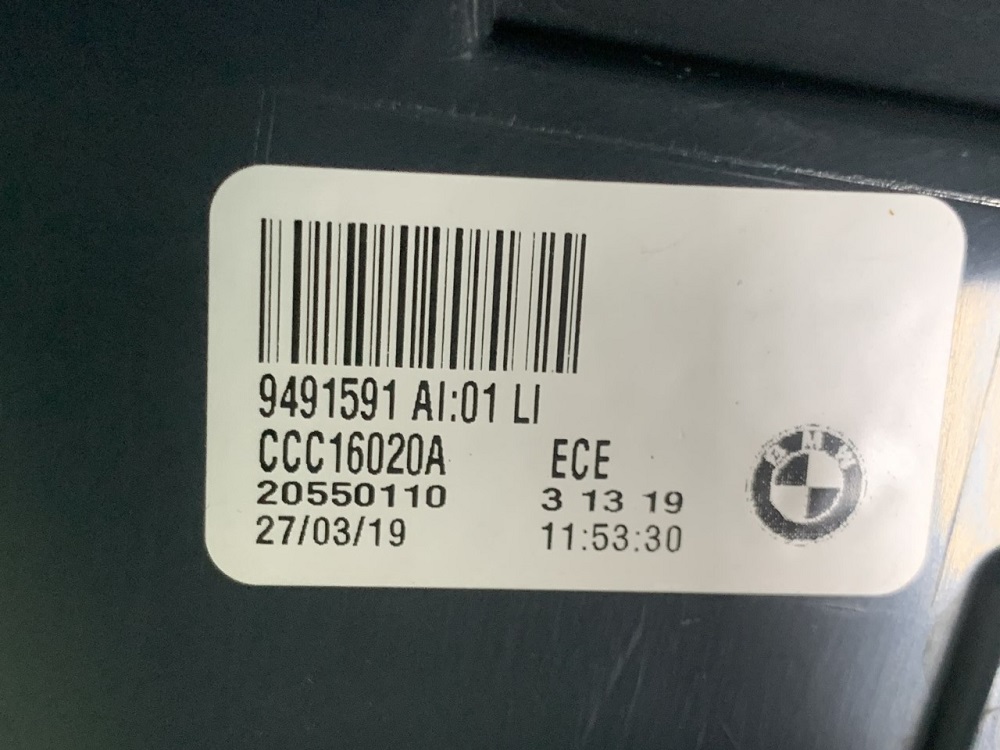 9491591 AI:01 LI
CCC16020A ECE
20550110 3 13 19
27/03/19 11:53:30
BMW